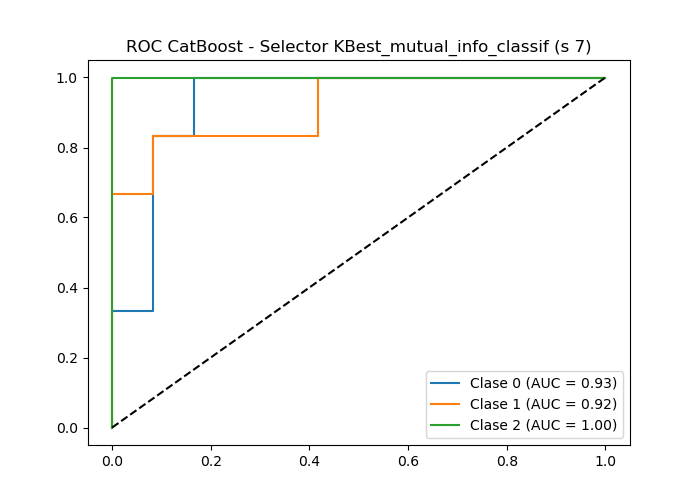 ROC CatBoost - Selector KBest_mutual_info_classif (s 7)
1.0
0.8
0.6
0.4
0.2
0.0
0.0 0.2 0.4 0.6 0.8 1.0
Clase 0 (AUC = 0.93)
Clase 1 (AUC = 0.92)
Clase 2 (AUC = 1.00)